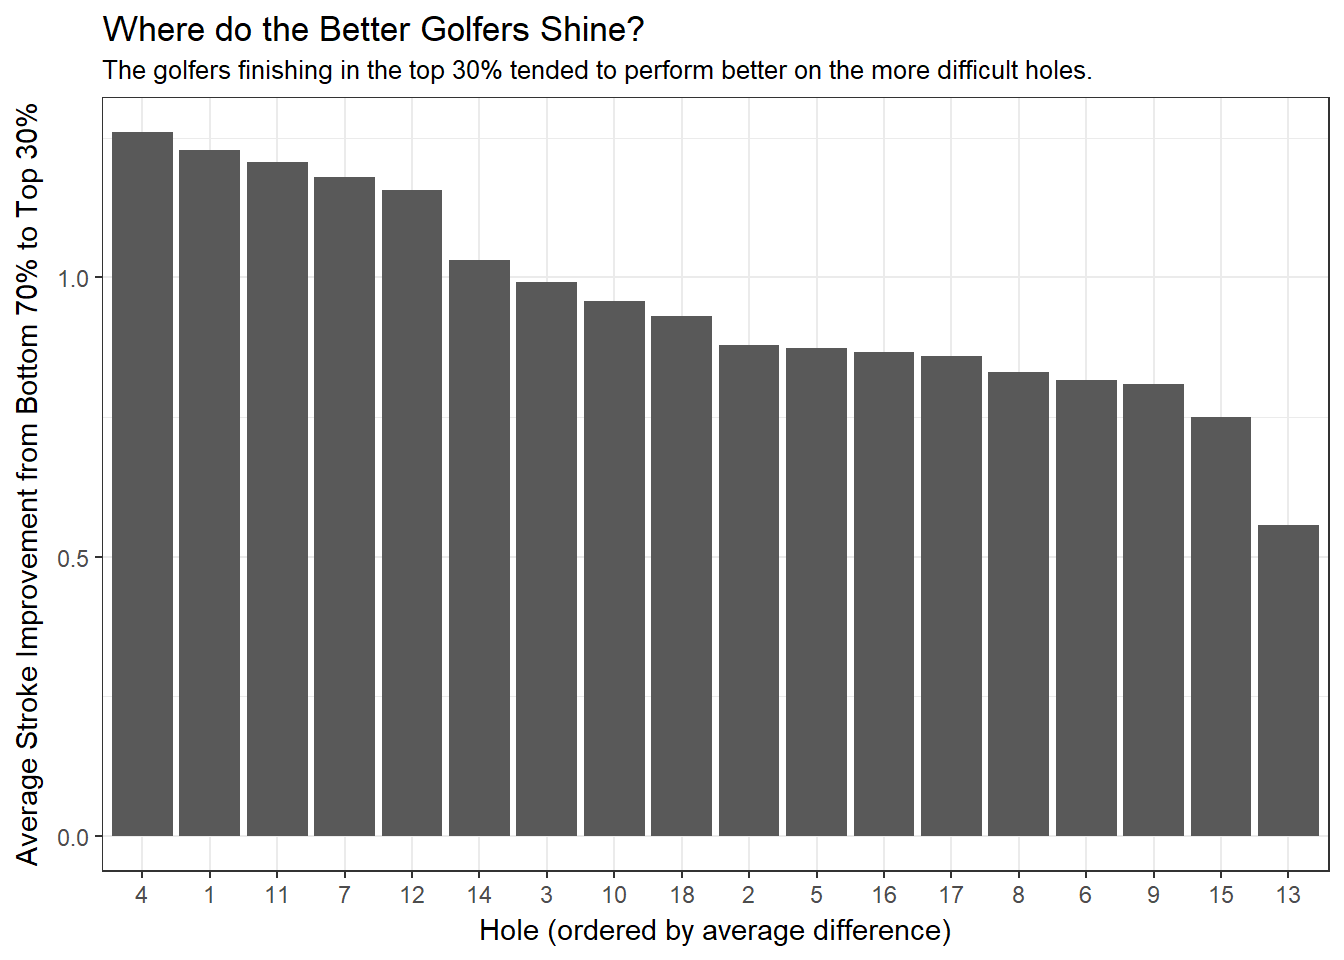 Where do the Better Golfers Shine?
The golfers finishing in the top 30% tended to perform better on the more difficult holes.
Average Stroke Improvement from Bottom 70% to Top 30%
1.0
0.5
0.0
4 1 11 7 12 14 3 10 18 2 5 16 17 8 6 9 15 13
Hole (ordered by average difference)